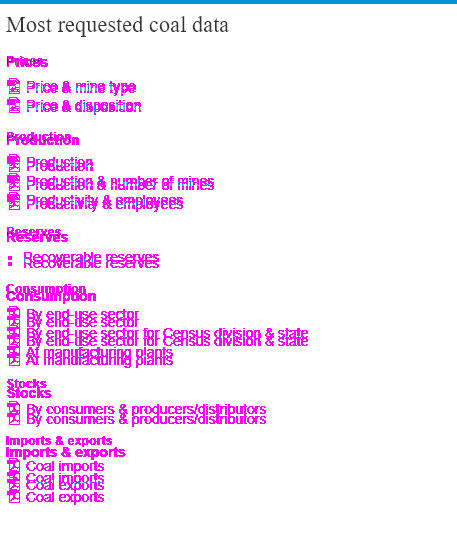 Most requested coal data
Prices
Price & mine type
Price & disposition
Production
Production
Production & number of mines
Productivity & employees
Reserves
Recoverable reserves
Consumption
By end-use sector
By end-use sector for Census division & state
At manufacturing plants
Stocks
By consumers & producers/distributors
Imports & exports
Coal imports
Coal exports